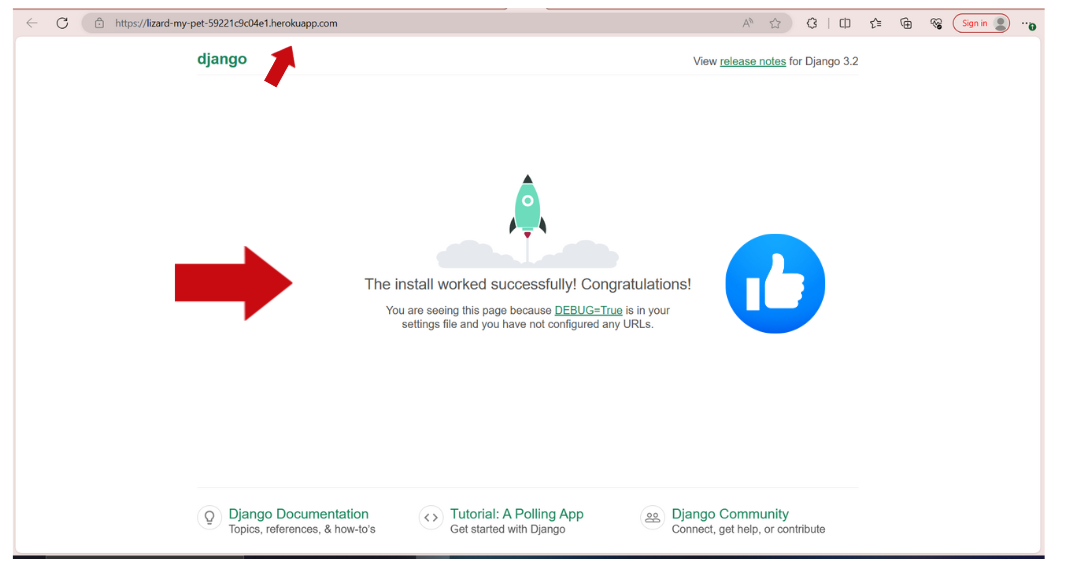 https://lizard-my-pet-59221c9c04e1.herokuapp.com
Sign in
django
View release notes for Django 3.2
The install worked successfully! Congratulations!
You are seeing this page because DEBUG=True is in your
settings file and you have not configured any URLs.
Django Documentation
Topics, references, & how-to's
Tutorial: A Polling App
Get started with Django
Django Community
Connect, get help, or contribute